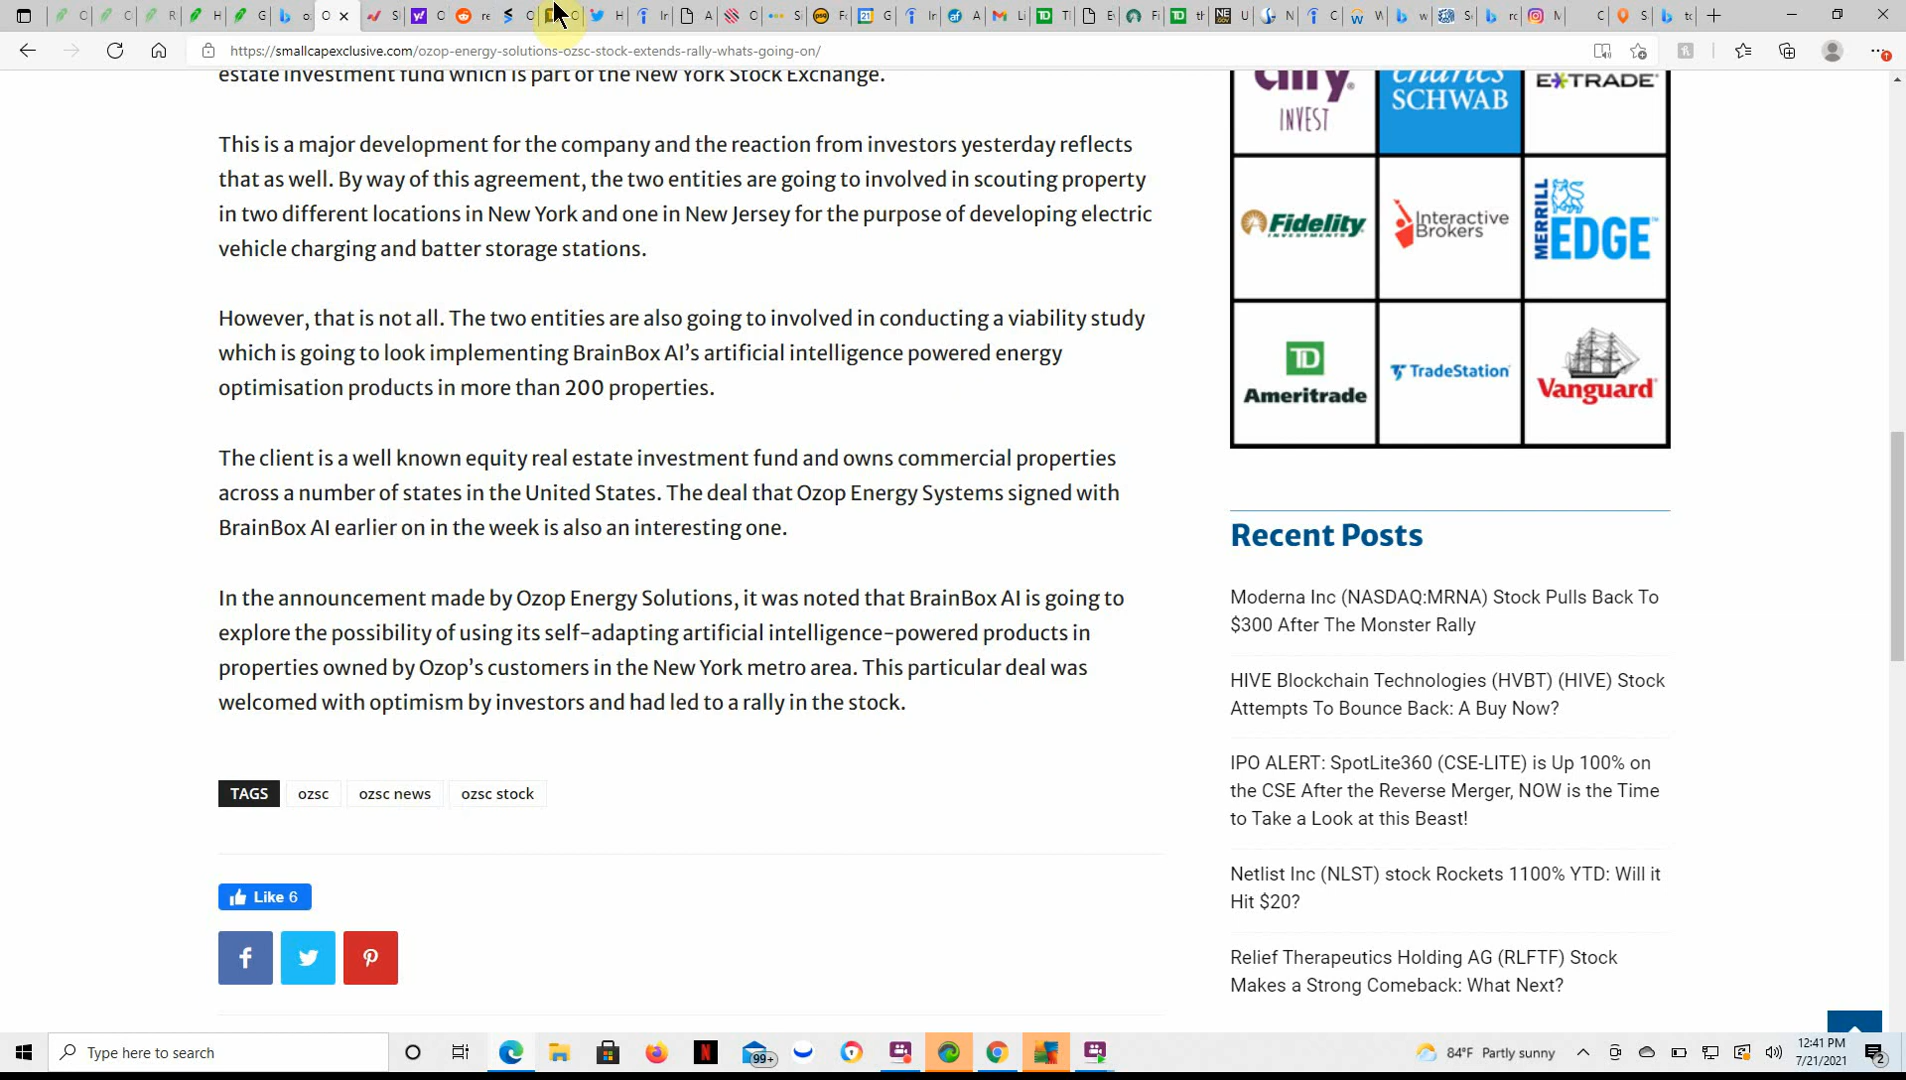 https://smallcapexclusive.com/ozop-energy-solutions-ozsc-stock-extends-rally-whats-going-on/
estate investment fund which is part of the New York Stock Exchange.
This is a major development for the company and the reaction from investors yesterday reflects
that as well. By way of this agreement, the two entities are going to involved in scouting property
in two different locations in New York and one in New Jersey for the purpose of developing electric
vehicle charging and batter storage stations.
However, that is not all. The two entities are also going to involved in conducting a viability study
which is going to look implementing BrainBox AI’s artificial intelligence powered energy
optimisation products in more than 200 properties.
The client is a well known equity real estate investment fund and owns commercial properties
across a number of states in the United States. The deal that Ozop Energy Systems signed with
BrainBox AI earlier on in the week is also an interesting one.
In the announcement made by Ozop Energy Solutions, it was noted that BrainBox AI is going to
explore the possibility of using its self-adapting artificial intelligence-powered products in
properties owned by Ozop’s customers in the New York metro area. This particular deal was
welcomed with optimism by investors and had led to a rally in the stock.
TAGS ozsc ozsc news ozsc stock
Like 6
ally
INVEST
charles
SCHWAB
E*TRADE
Fidelity
INVESTMENTS
Interactive
Brokers
MERRILL
EDGE
TD
Ameritrade
TradeStation
Vanguard
Recent Posts
Moderna Inc (NASDAQ:MRNA) Stock Pulls Back To
$300 After The Monster Rally
HIVE Blockchain Technologies (HVBT) (HIVE) Stock
Attempts To Bounce Back: A Buy Now?
IPO ALERT: SpotLite360 (CSE-LITE) is Up 100% on
the CSE After the Reverse Merger, NOW is the Time
to Take a Look at this Beast!
Netlist Inc (NLST) stock Rockets 1100% YTD: Will it
Hit $20?
Relief Therapeutics Holding AG (RLFTF) Stock
Makes a Strong Comeback: What Next?
Type here to search
99+
84°F Partly sunny
12:41 PM
7/21/2021
2